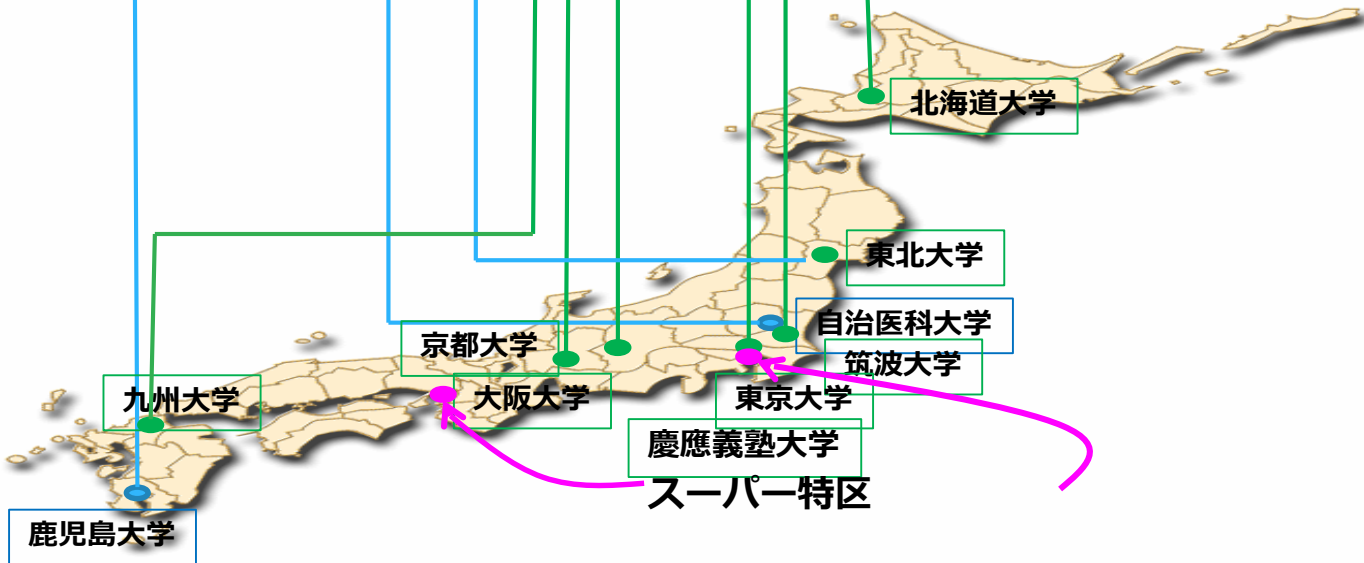 北海道大学
東北大学
自治医科大学
京都大学
筑波大学
九州大学
大阪大学
東京大学
慶應義塾大学
スーパー特区
鹿児島大学